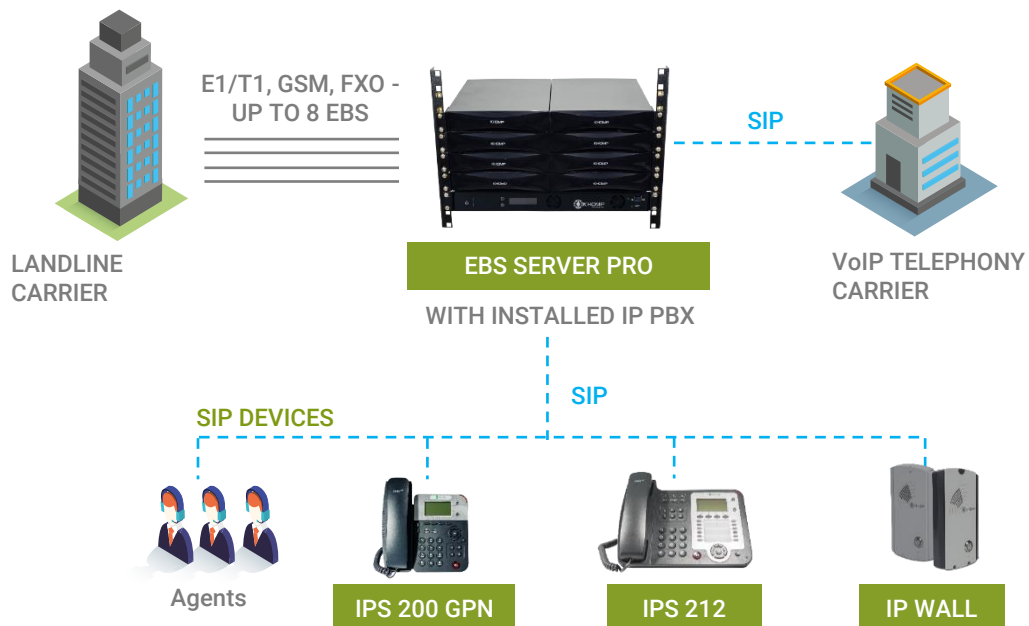 E1/T1, GSM, FXO -
UP TO 8 EBS
SIP
LANDLINE
CARRIER
EBS SERVER PRO
WITH INSTALLED IP PBX
VoIP TELEPHONY
CARRIER
SIP
SIP DEVICES
Agents
IPS 200 GPN
IPS 212
IP WALL